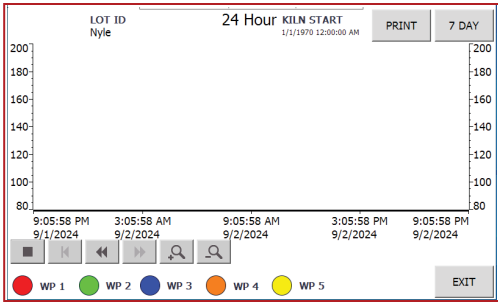 LOT ID 24 Hour KILN START PRINT 7 DAY
Nyle 1/1/1970 12:00:00 AM
200 200
180 180
160 160
140 140
120 120
100 100
80 80
9:05:58 PM 3:05:58 AM 9:05:58 AM 3:05:58 PM 9:05:58 PM
9/1/2024 9/2/2024 9/2/2024 9/2/2024 9/2/2024
WP 1 WP 2 WP 3 WP 4 WP 5 EXIT